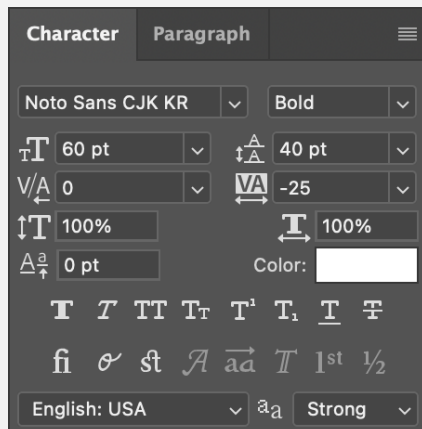 Character Paragraph
Noto Sans CJK KR Bold
60 pt 40 pt
0 -25
100% 100%
0 pt Color:
English: USA Strong